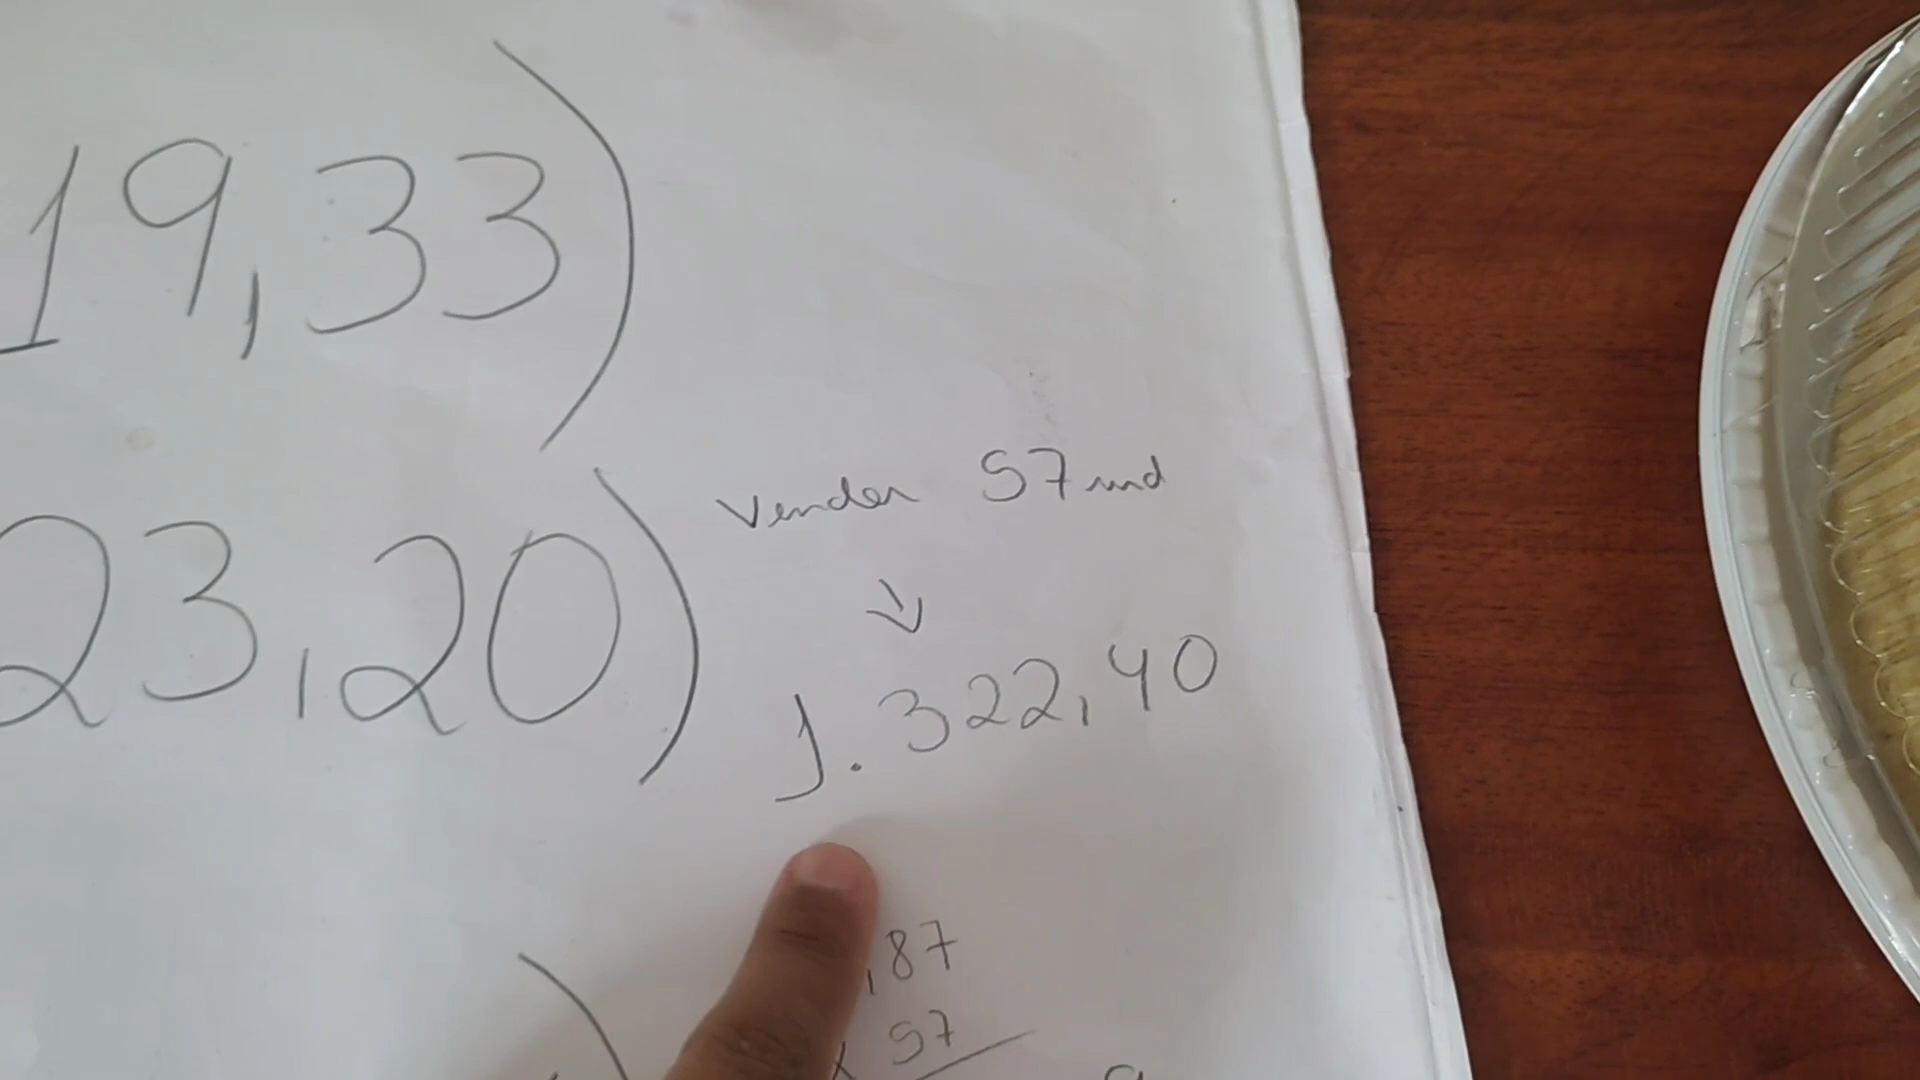 19,33)
23,20)
Vender 57 und
1.322,40
,87
x 57